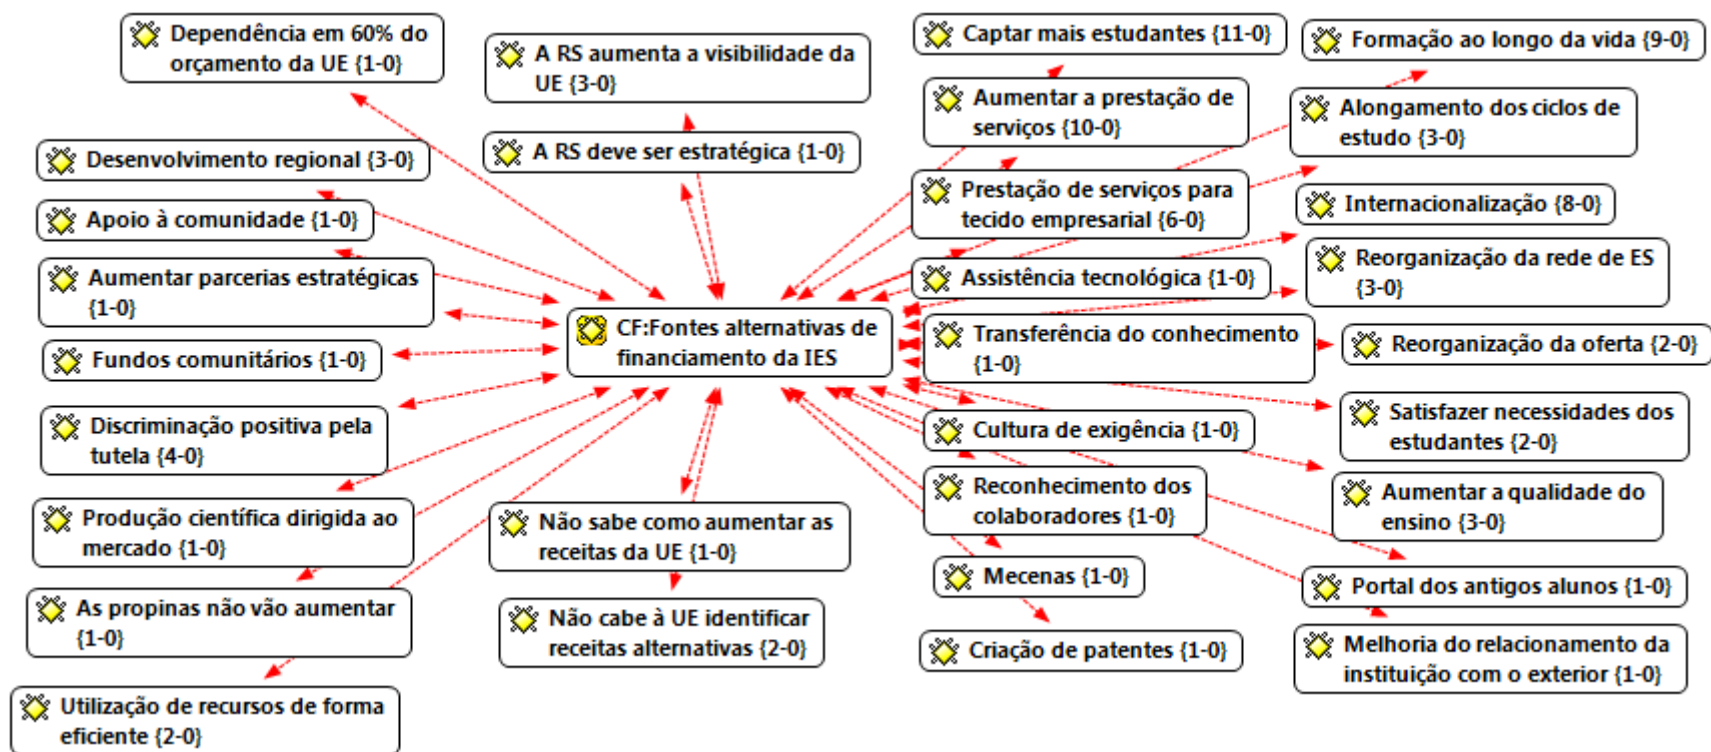 Dependência em 60% do
orçamento da UE {1-0}
A RS aumenta a visibilidade da
UE {3-0}
Captar mais estudantes {11-0}
Formação ao longo da vida {9-0}
Aumentar a prestação de
serviços {10-0}
Alongamento dos ciclos de
estudo {3-0}
Desenvolvimento regional {3-0}
A RS deve ser estratégica {1-0}
Prestação de serviços para
tecido empresarial {6-0}
Internacionalização {8-0}
Apoio à comunidade {1-0}
Aumentar parcerias estratégicas
{1-0}
Assistência tecnológica {1-0}
Reorganização da rede de ES
{3-0}
CF:Fontes alternativas de
financiamento da IES
Transferência do conhecimento
{1-0}
Reorganização da oferta {2-0}
Fundos comunitários {1-0}
Discriminação positiva pela
tutela {4-0}
Cultura de exigência {1-0}
Satisfazer necessidades dos
estudantes {2-0}
Produção científica dirigida ao
mercado {1-0}
Não sabe como aumentar as
receitas da UE {1-0}
Reconhecimento dos
colaboradores {1-0}
Aumentar a qualidade do
ensino {3-0}
As propinas não vão aumentar
{1-0}
Não cabe à UE identificar
receitas alternativas {2-0}
Mecenas {1-0}
Portal dos antigos alunos {1-0}
Criação de patentes {1-0}
Melhoria do relacionamento da
instituição com o exterior {1-0}
Utilização de recursos de forma
eficiente {2-0}